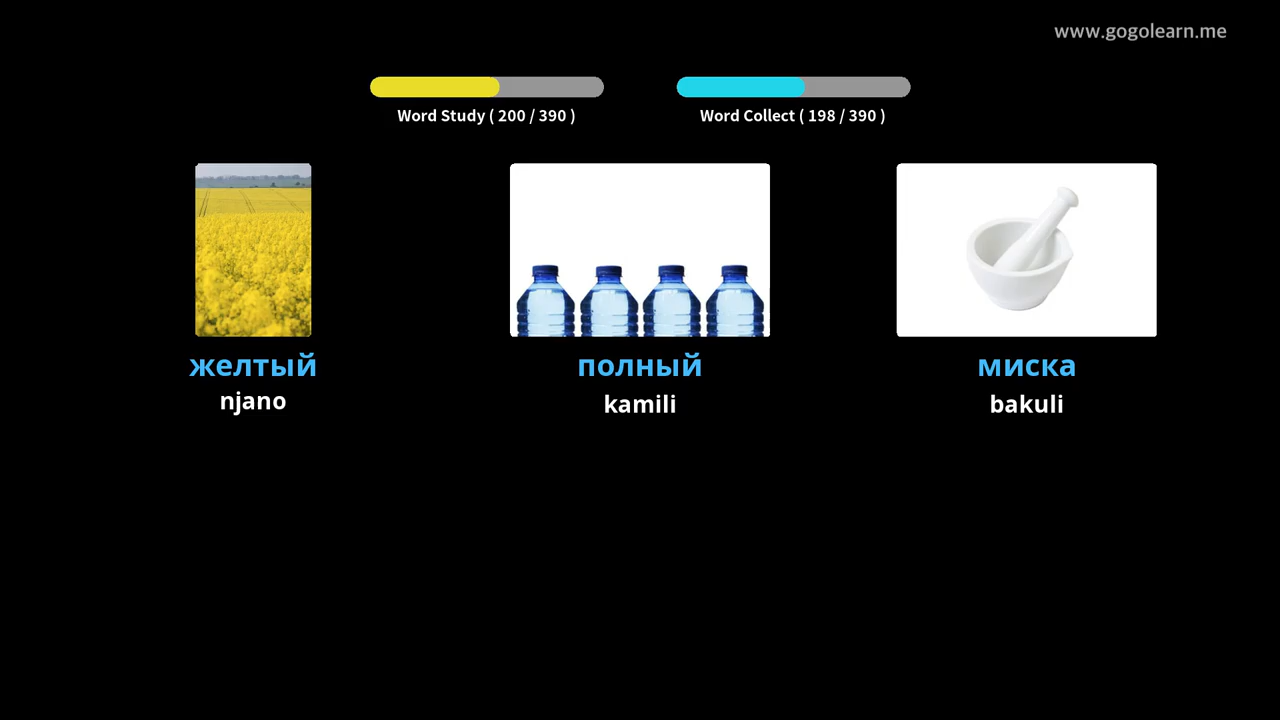 www.gogolearn.me
Word Study ( 200 / 390 )
Word Collect ( 198 / 390 )
желтый
njano
полный
kamili
миска
bakuli